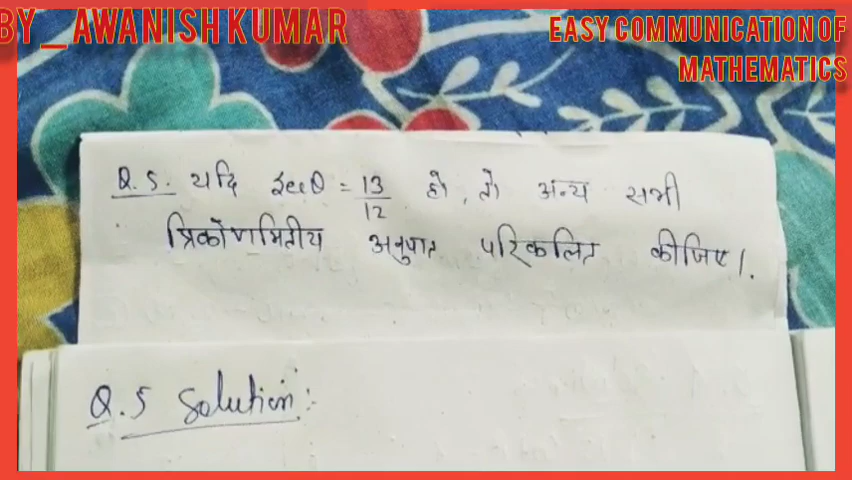 BY_ AWANISH KUMAR
EASY COMMUNICATION OF
MATHEMATICS
Q.5. यदि secθ = 13/12 हो, तो अन्य सभी
त्रिकोणमितीय अनुपात परिकलित कीजिए।.
Q.5 Solution: